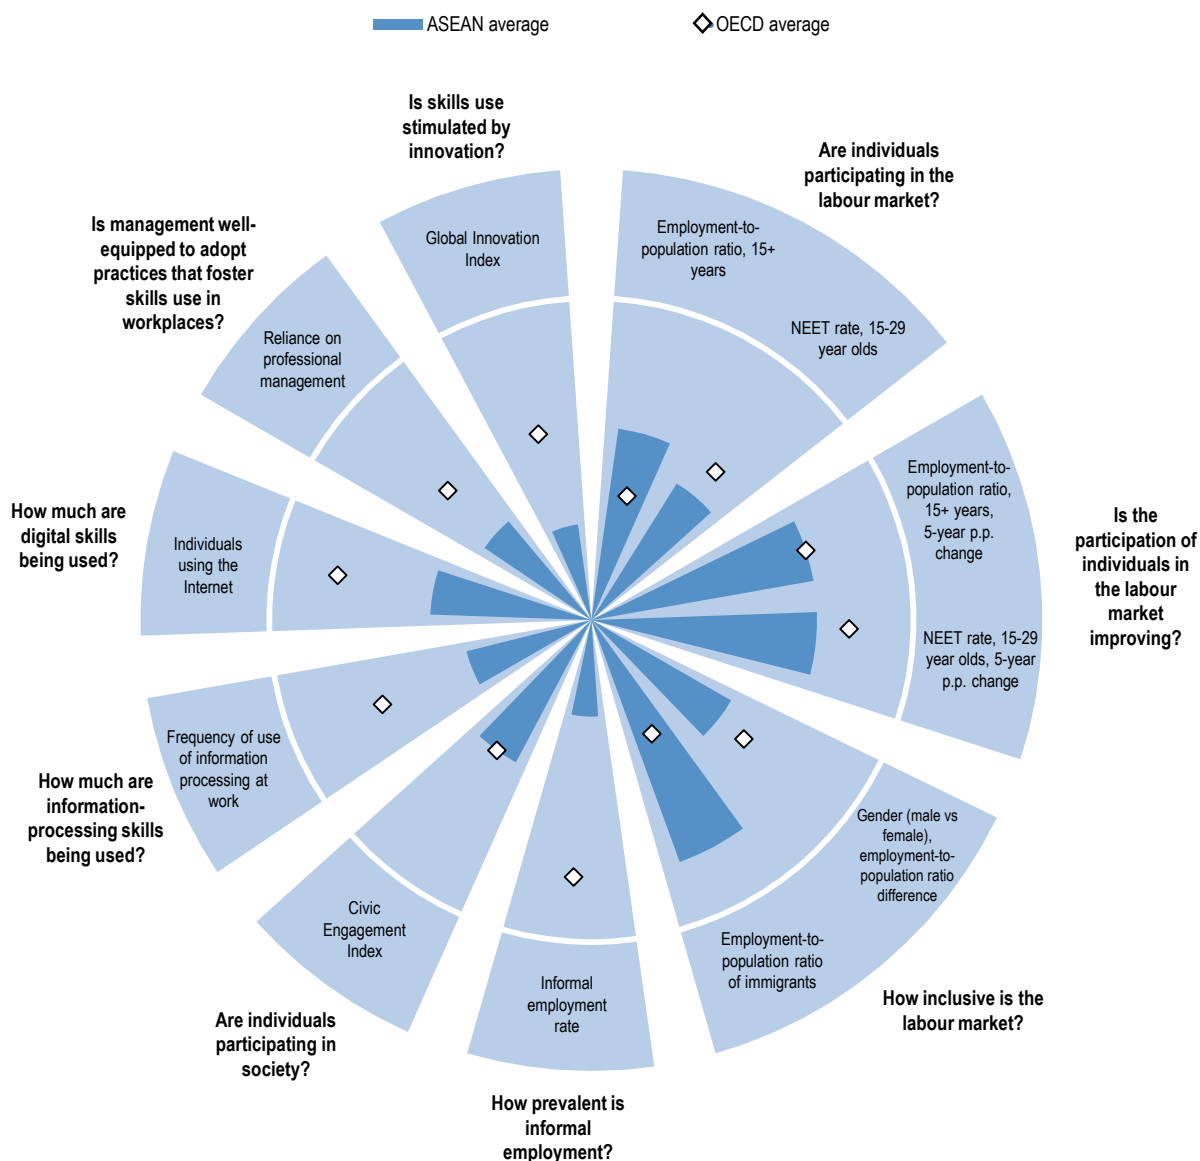 ASEAN average
OECD average
Is skills use
stimulated by
innovation?
Are individuals
participating in the
labour market?
Is management well-
equipped to adopt
practices that foster
skills use in
workplaces?
Global Innovation
Index
Employment-to-
population ratio, 15+
years
NEET rate, 15-29
year olds
Reliance on
professional
management
Employment-to-
population ratio,
15+ years,
5-year p.p.
change
Is the
participation of
individuals in
the labour
market
improving?
How much are
digital skills
being used?
Individuals
using the
Internet
NEET rate, 15-29
year olds, 5-year
p.p. change
Frequency of use
of information
processing at
work
How much are
information-
processing skills
being used?
Gender (male vs
female),
employment-to-
population ratio
difference
Civic
Engagement
Index
Employment-to-
population ratio
of immigrants
Informal
employment
rate
How inclusive is the
labour market?
Are individuals
participating in
society?
How prevalent is
informal
employment?